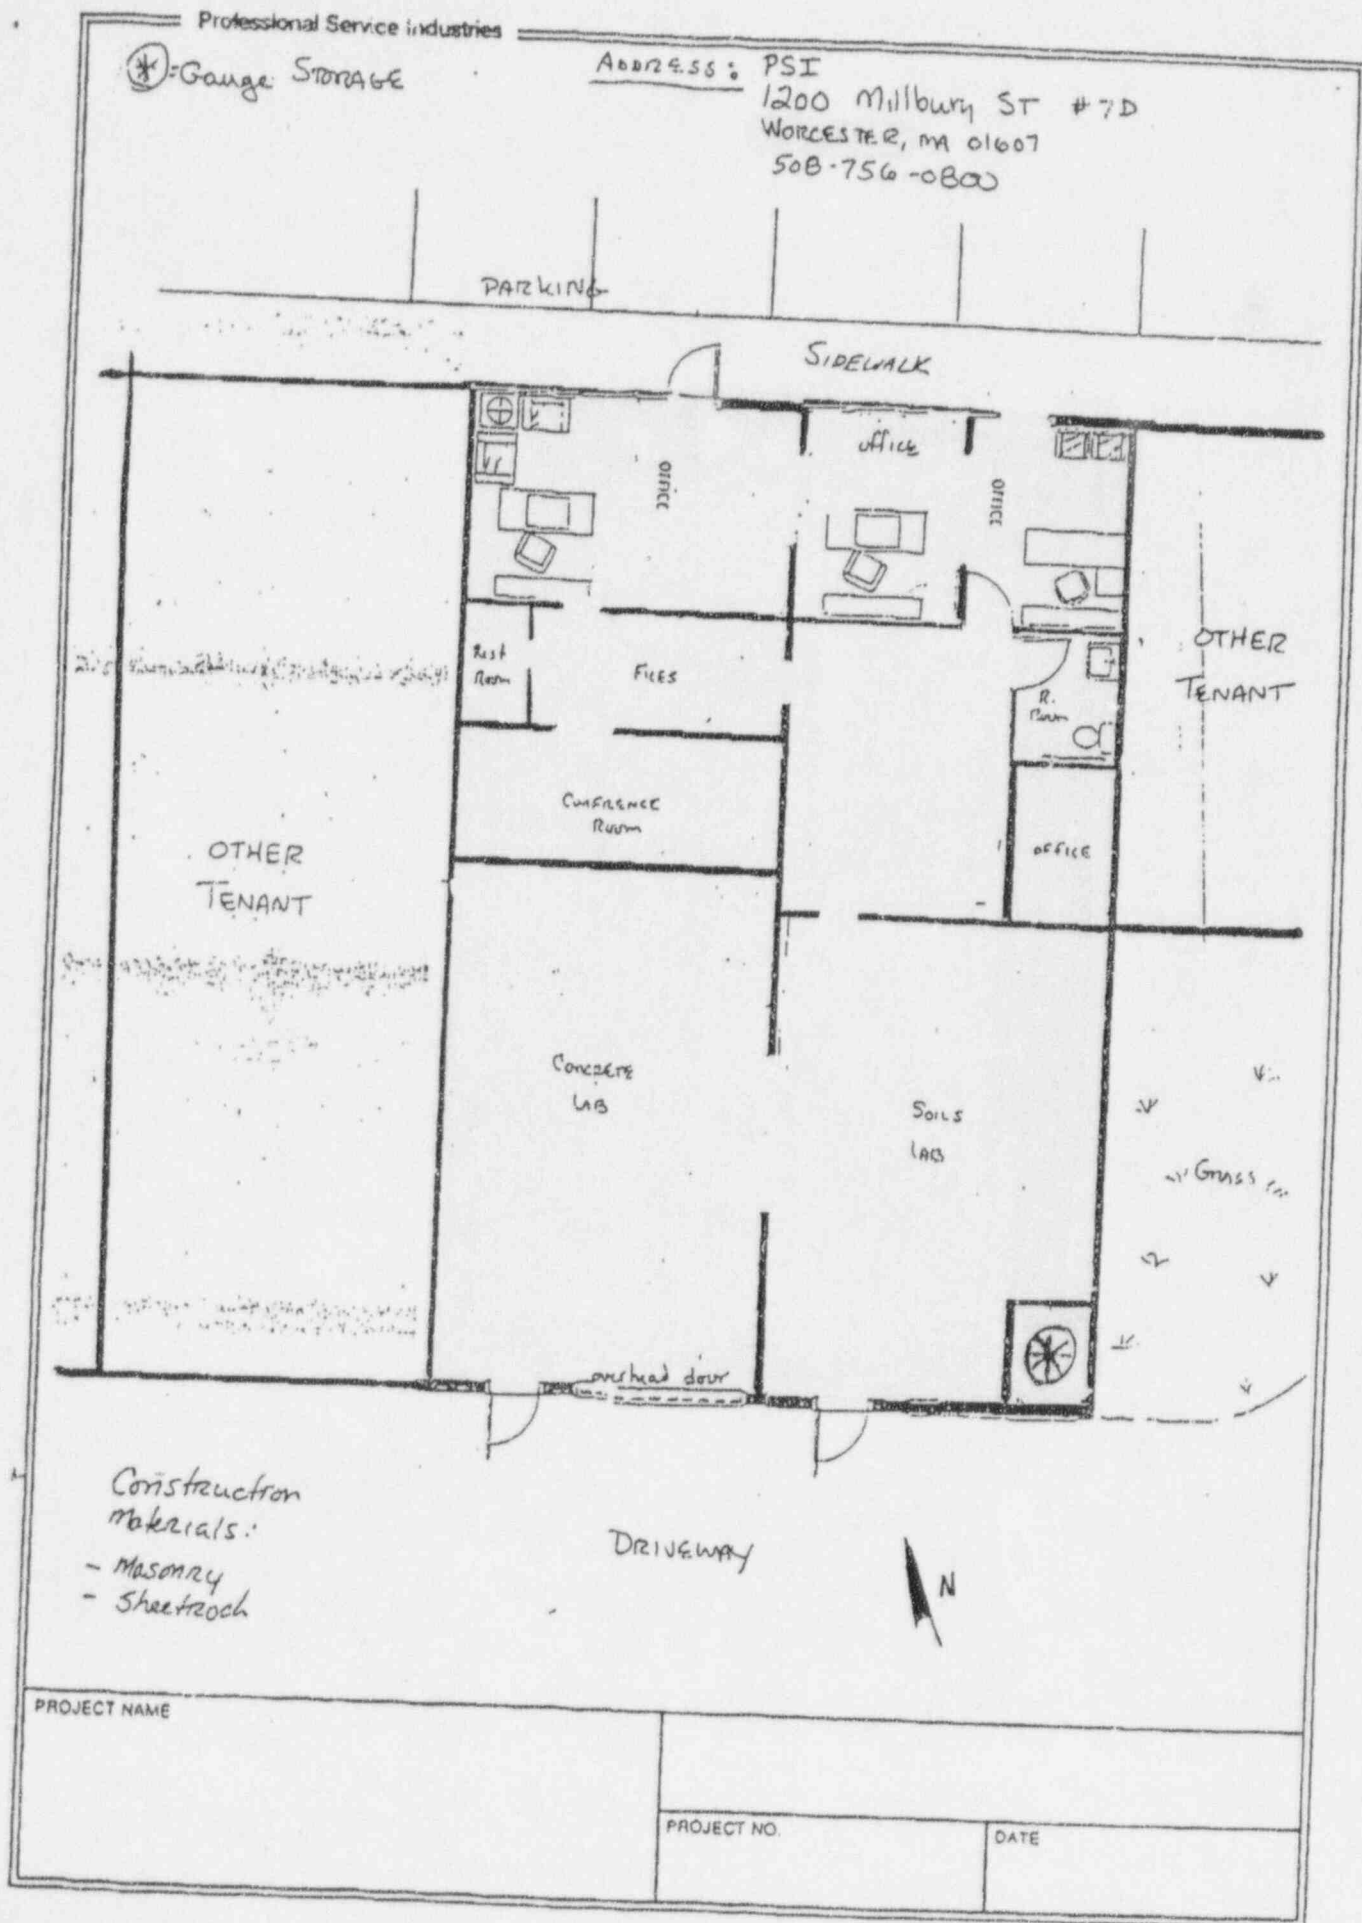 Professional Service Industries
= Gauge STORAGE
ADDRESS: PSI
1200 Millbury ST #7D
WORCESTER, MA 01607
508-756-0800
PARKING
SIDEWALK
OFFICE
OFFICE
OFFICE
Rest
Room
FILES
R.
Room
OTHER
TENANT
CONFRENCE
Room
OFFICE
OTHER
TENANT
CONCRETE
LAB
SOILS
LAB
Grass
overhead door
Construction
Materials:
- Masonry
- Sheetrock
DRIVEWAY
N
PROJECT NAME
PROJECT NO.
DATE